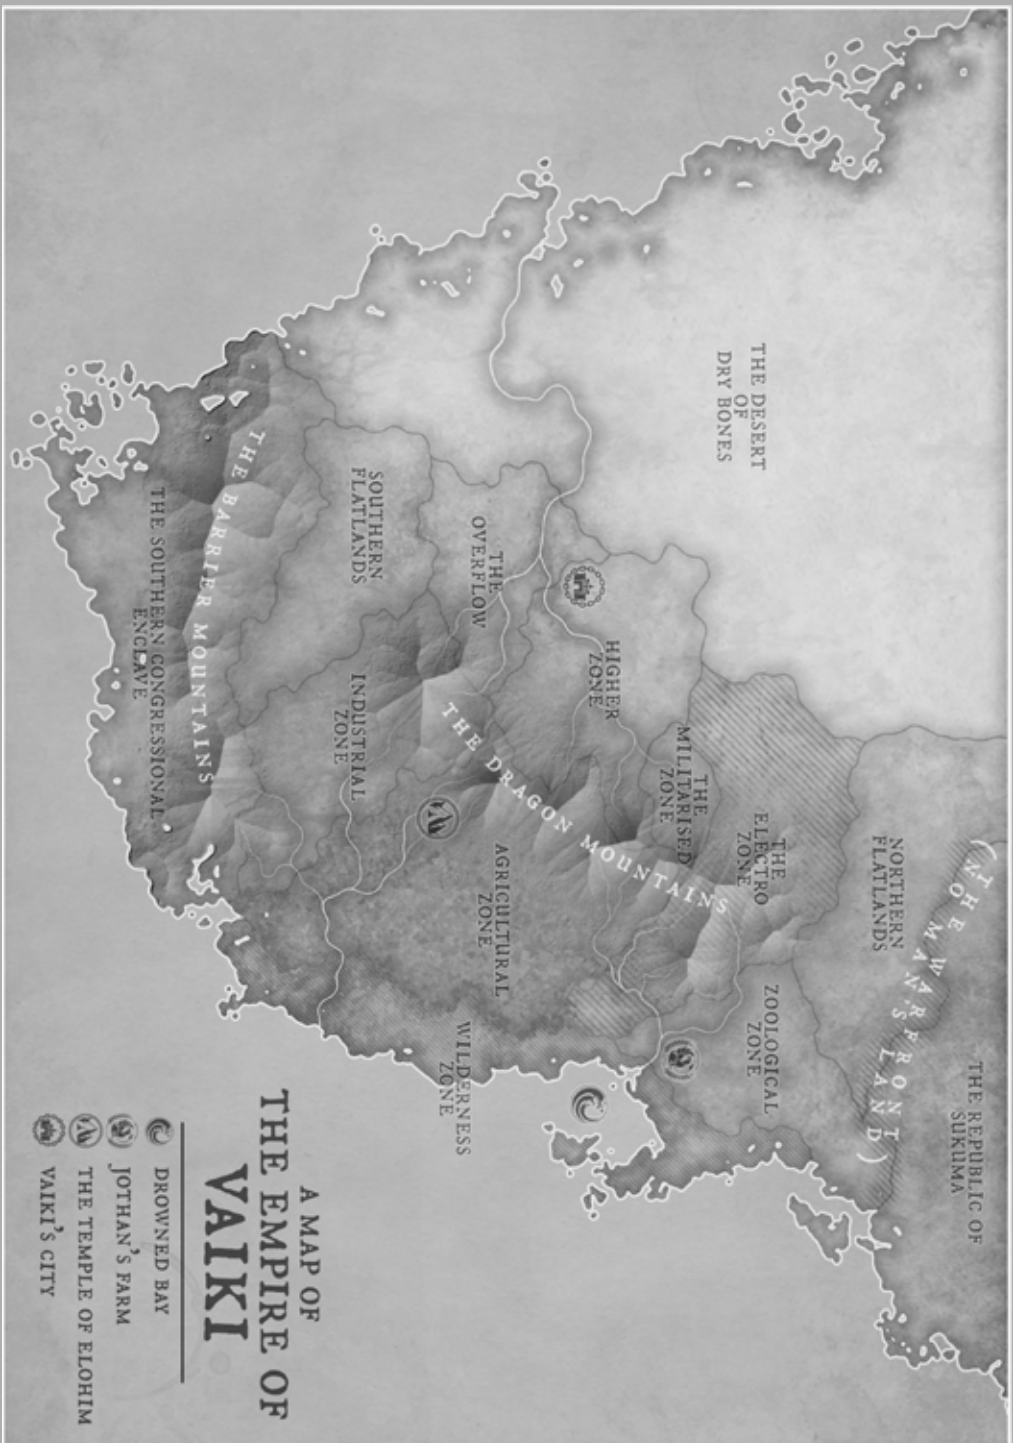 THE DESERT
OF
DRY BONES
THE REPUBLIC OF
SUKUMA
(THE WARFRONT
NO MAN'S LAND)
NORTHERN
FLATLANDS
THE
ELECTRO
ZONE
ZOOLOGICAL
ZONE
THE
MILITARISED
ZONE
HIGHER
ZONE
THE DRAGON MOUNTAINS
THE
OVERFLOW
AGRICULTURAL
ZONE
WILDERNESS
ZONE
SOUTHERN
FLATLANDS
INDUSTRIAL
ZONE
THE BARRIER MOUNTAINS
THE SOUTHERN CONGRESSIONAL
ENCLAVE
A MAP OF
THE EMPIRE OF
VAIKI
DROWNED BAY
JOTHAN'S FARM
THE TEMPLE OF ELOHIM
VAIKI'S CITY